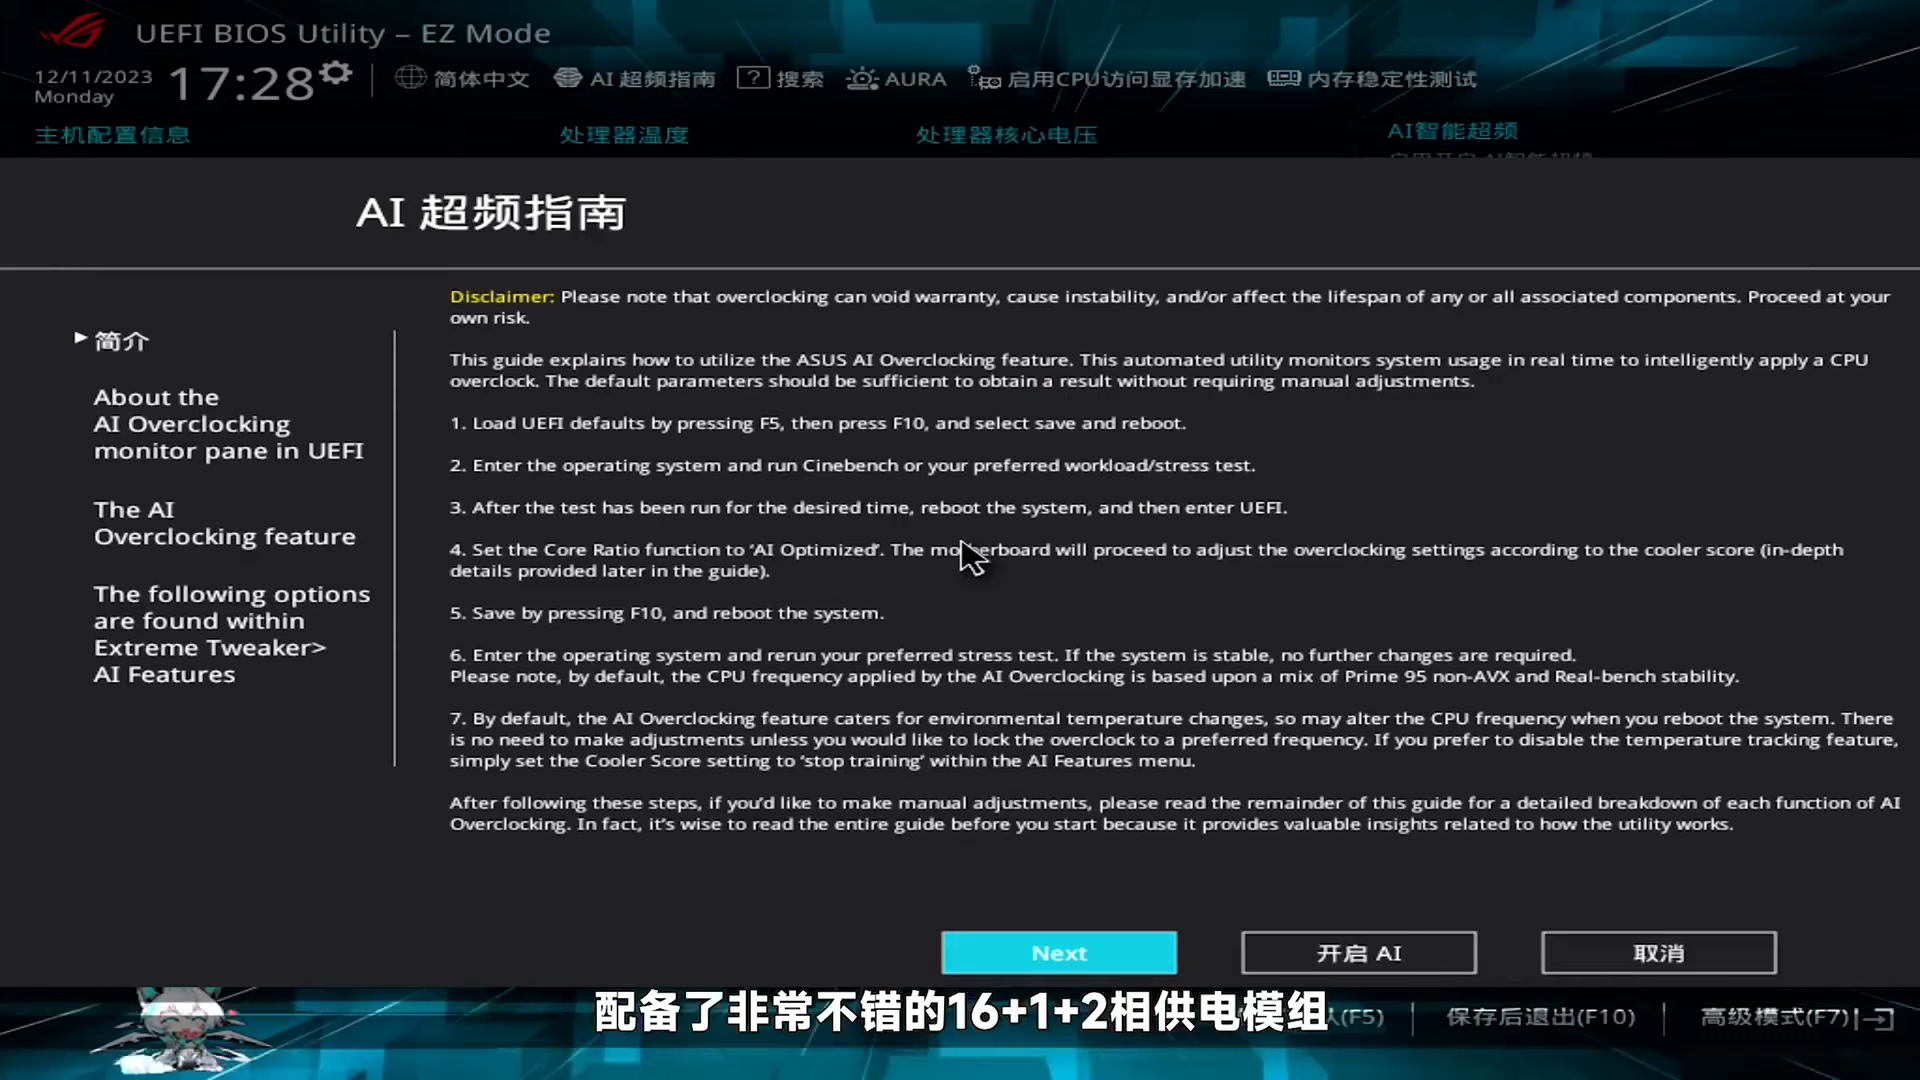 UEFI BIOS Utility – EZ Mode
12/11/2023
Monday
17:28
简体中文
AI 超频指南
搜索
AURA
启用CPU访问显存加速
内存稳定性测试
主机配置信息
处理器温度
处理器核心电压
AI智能超频
AI 超频指南
简介
About the
AI Overclocking
monitor pane in UEFI
The AI
Overclocking feature
The following options
are found within
Extreme Tweaker>
AI Features
Disclaimer: Please note that overclocking can void warranty, cause instability, and/or affect the lifespan of any or all associated components. Proceed at your
own risk.
This guide explains how to utilize the ASUS AI Overclocking feature. This automated utility monitors system usage in real time to intelligently apply a CPU
overclock. The default parameters should be sufficient to obtain a result without requiring manual adjustments.
1. Load UEFI defaults by pressing F5, then press F10, and select save and reboot.
2. Enter the operating system and run Cinebench or your preferred workload/stress test.
3. After the test has been run for the desired time, reboot the system, and then enter UEFI.
4. Set the Core Ratio function to ‘AI Optimized’. The motherboard will proceed to adjust the overclocking settings according to the cooler score (in-depth
details provided later in the guide).
5. Save by pressing F10, and reboot the system.
6. Enter the operating system and rerun your preferred stress test. If the system is stable, no further changes are required.
Please note, by default, the CPU frequency applied by the AI Overclocking is based upon a mix of Prime 95 non-AVX and Real-bench stability.
7. By default, the AI Overclocking feature caters for environmental temperature changes, so may alter the CPU frequency when you reboot the system. There
is no need to make adjustments unless you would like to lock the overclock to a preferred frequency. If you prefer to disable the temperature tracking feature,
simply set the Cooler Score setting to ‘stop training’ within the AI Features menu.
After following these steps, if you’d like to make manual adjustments, please read the remainder of this guide for a detailed breakdown of each function of AI
Overclocking. In fact, it’s wise to read the entire guide before you start because it provides valuable insights related to how the utility works.
Next
开启 AI
取消
配备了非常不错的16+1+2相供电模组
(F5)
保存后退出(F10)
高级模式(F7)